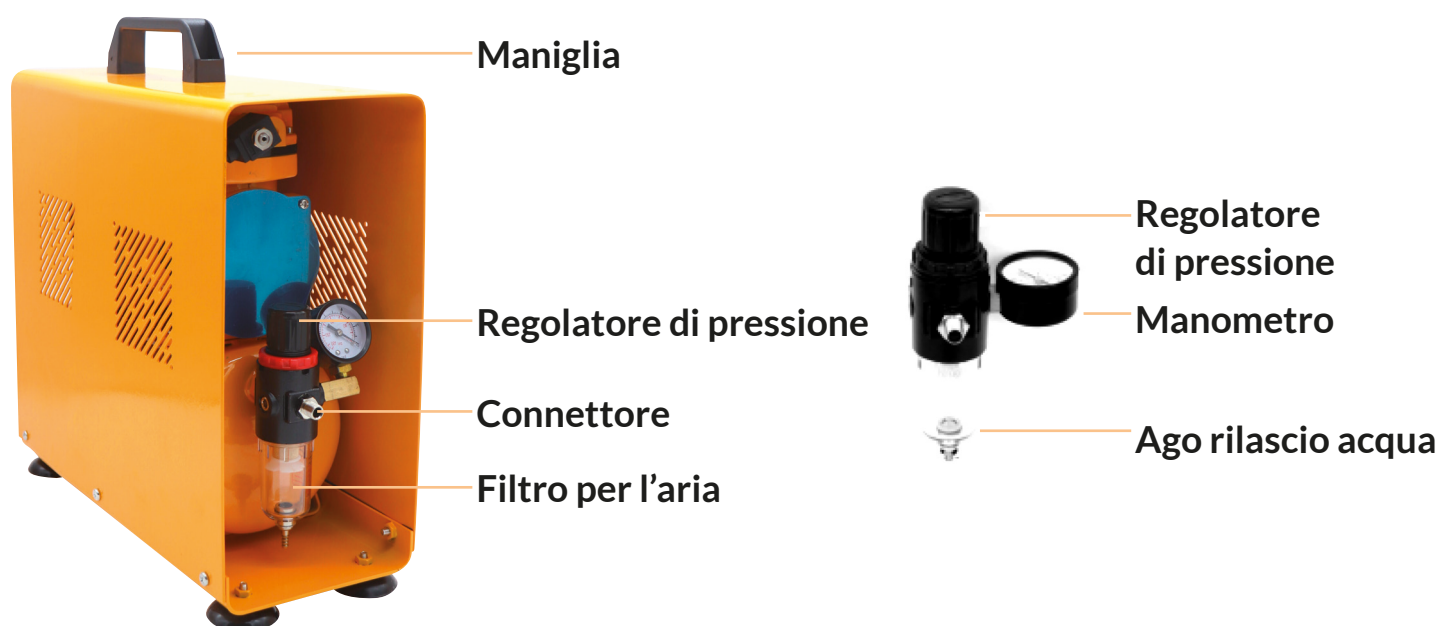 Maniglia
Regolatore di pressione
Connettore
Filtro per l’aria
Regolatore
di pressione
Manometro
Ago rilascio acqua